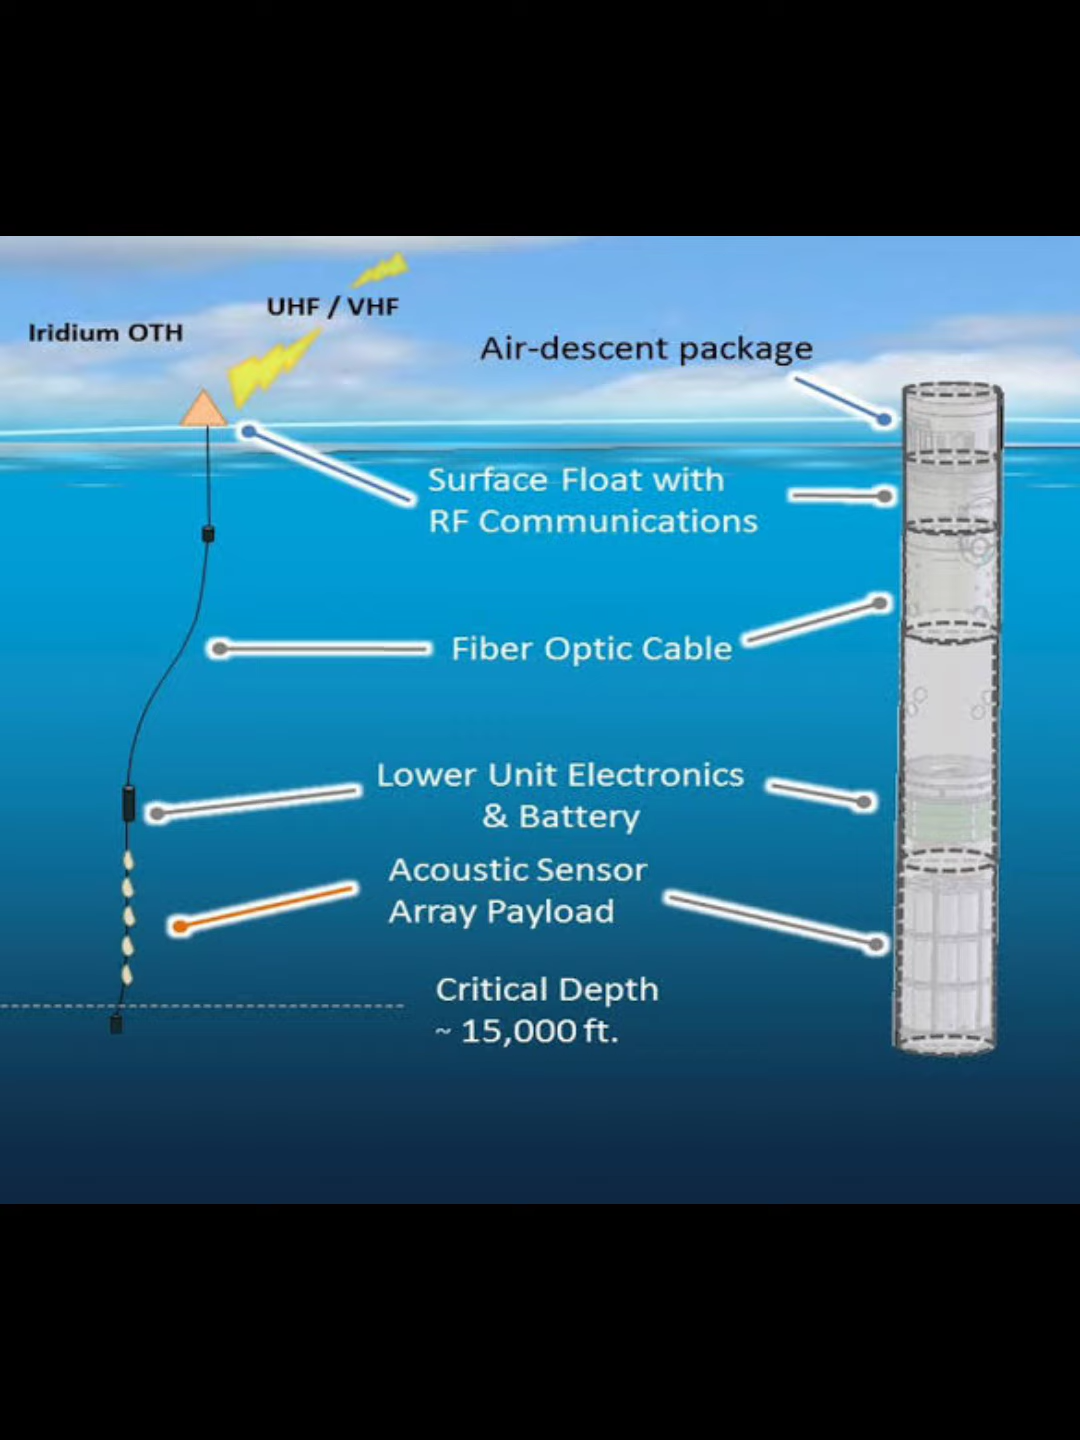 UHF / VHF
Iridium OTH
Air-descent package
Surface Float with
RF Communications
Fiber Optic Cable
Lower Unit Electronics
& Battery
Acoustic Sensor
Array Payload
Critical Depth
~ 15,000 ft.